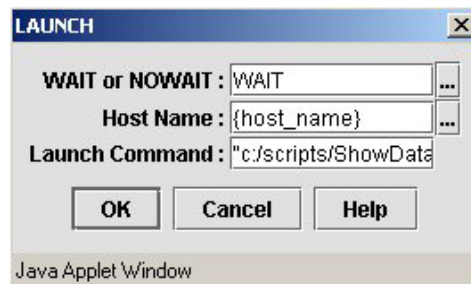 LAUNCH
WAIT or NOWAIT : WAIT ...
Host Name : {host_name} ...
Launch Command : "c:/scripts/ShowData
OK Cancel Help
Java Applet Window